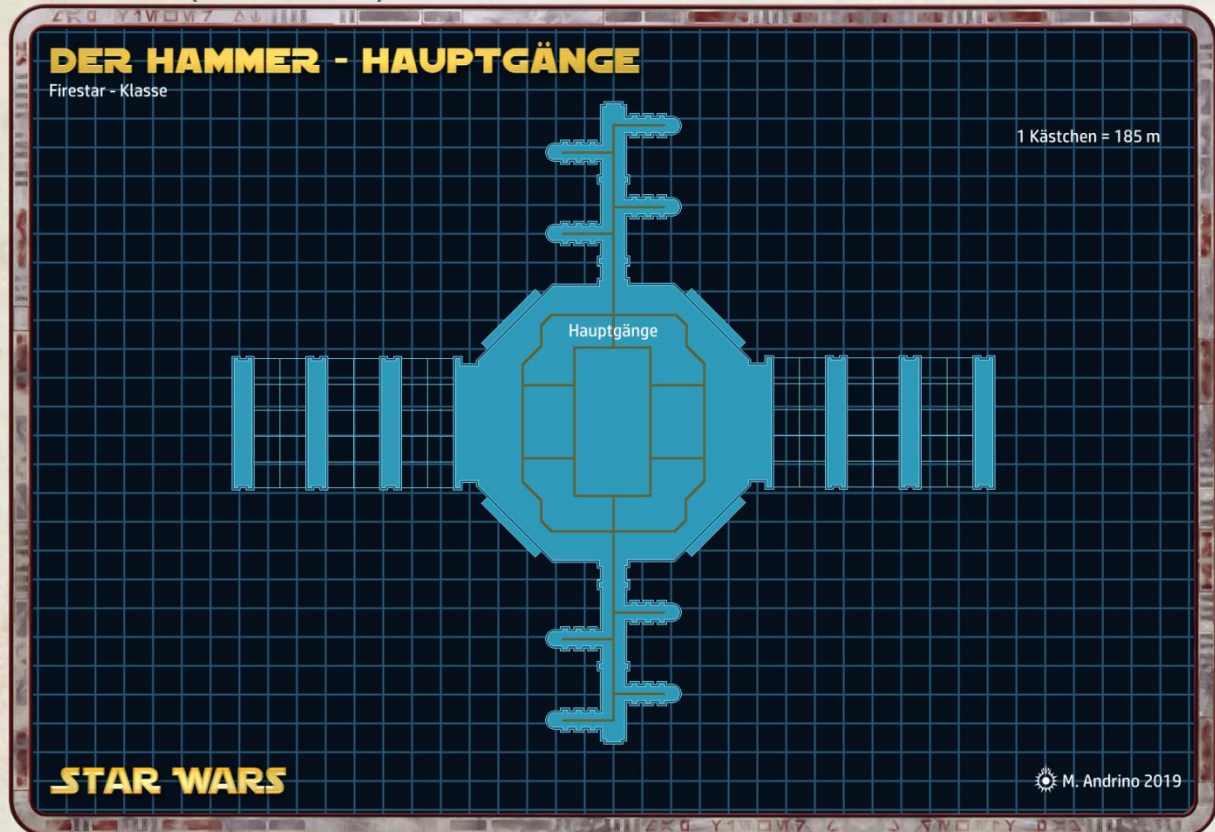 DER HAMMER - HAUPTGÄNGE
Firestar - Klasse
1 Kästchen = 185 m
Hauptgänge
STAR WARS
M. Andrino 2019